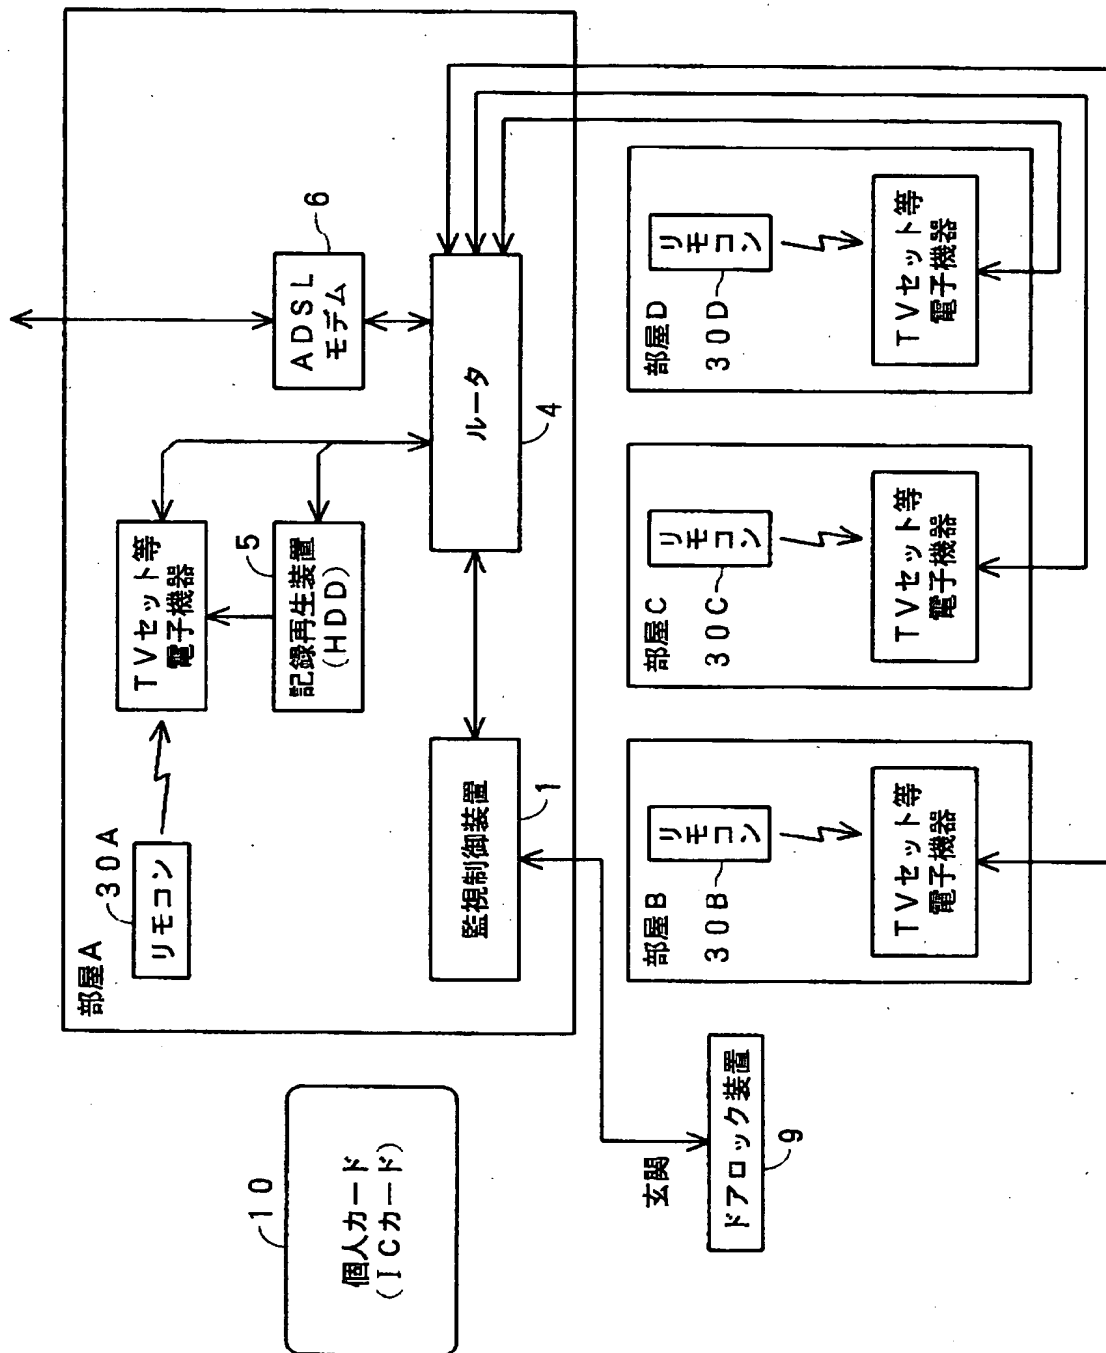 個人カード
(ICカード)
10
部屋A
リモコン
30A
TVセット等
電子機器
記録再生装置
(HDD)
5
ADSL
モデム
6
監視制御装置
1
ルータ
4
玄関
ドアロック装置
9
部屋B
リモコン
30B
TVセット等
電子機器
部屋C
リモコン
30C
TVセット等
電子機器
部屋D
リモコン
30D
TVセット等
電子機器